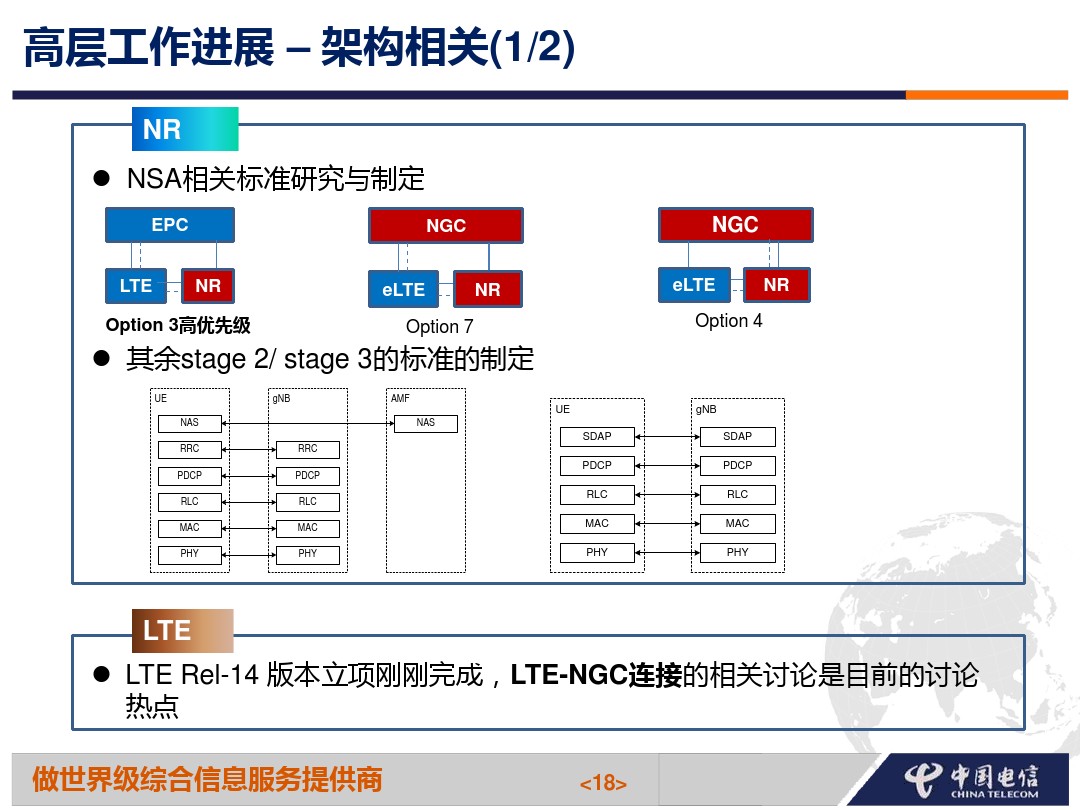 高层工作进展 – 架构相关(1/2)
NR
● NSA相关标准研究与制定
EPC
LTE
NR
Option 3高优先级
NGC
eLTE
NR
Option 7
NGC
eLTE
NR
Option 4
● 其余stage 2/ stage 3的标准的制定
UE
gNB
AMF
NAS
NAS
RRC
RRC
PDCP
PDCP
RLC
RLC
MAC
MAC
PHY
PHY
UE
gNB
SDAP
SDAP
PDCP
PDCP
RLC
RLC
MAC
MAC
PHY
PHY
LTE
● LTE Rel-14 版本立项刚刚完成，LTE-NGC连接的相关讨论是目前的讨论
热点
做世界级综合信息服务提供商
<18>
中国电信
CHINA TELECOM